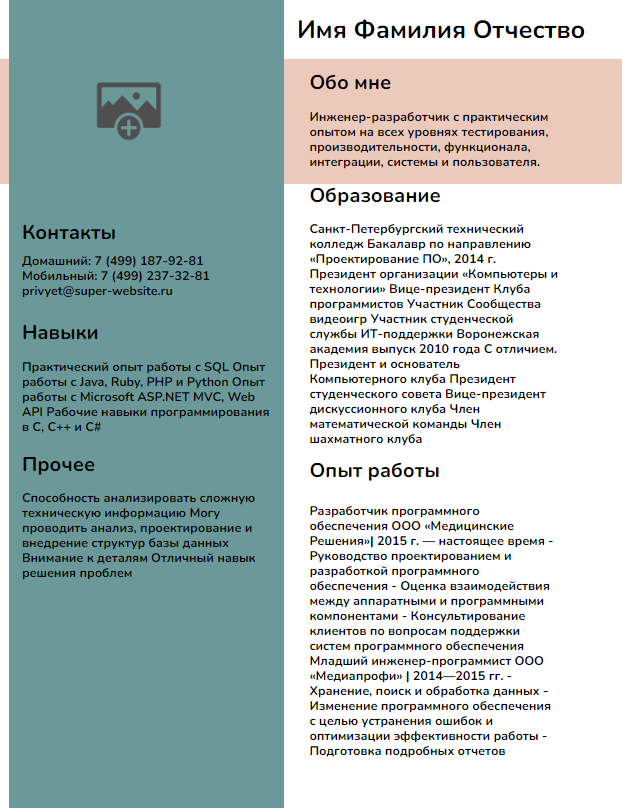 Имя Фамилия Отчество
Обо мне
Инженер-разработчик с практическим
опытом на всех уровнях тестирования,
производительности, функционала,
интеграции, системы и пользователя.
Образование
Санкт-Петербургский технический
колледж Бакалавр по направлению
«Проектирование ПО», 2014 г.
Президент организации «Компьютеры и
технологии» Вице-президент Клуба
программистов Участник Сообщества
видеоигр Участник студенческой
службы ИТ-поддержки Воронежская
академия выпуск 2010 года С отличием.
Президент и основатель
Компьютерного клуба Президент
студенческого совета Вице-президент
дискуссионного клуба Член
математической команды Член
шахматного клуба
Опыт работы
Разработчик программного
обеспечения ООО «Медицинские
Решения»| 2015 г. — настоящее время -
Руководство проектированием и
разработкой программного
обеспечения - Оценка взаимодействия
между аппаратными и программными
компонентами - Консультирование
клиентов по вопросам поддержки
систем программного обеспечения
Младший инженер-программист ООО
«Медиапрофи» | 2014—2015 гг. -
Хранение, поиск и обработка данных -
Изменение программного обеспечения
с целью устранения ошибок и
оптимизации эффективности работы -
Подготовка подробных отчетов
Контакты
Домашний: 7 (499) 187-92-81
Мобильный: 7 (499) 237-32-81
privyet@super-website.ru
Навыки
Практический опыт работы с SQL Опыт
работы с Java, Ruby, PHP и Python Опыт
работы с Microsoft ASP.NET MVC, Web
API Рабочие навыки программирования
в C, C++ и C#
Прочее
Способность анализировать сложную
техническую информацию Могу
проводить анализ, проектирование и
внедрение структур базы данных
Внимание к деталям Отличный навык
решения проблем